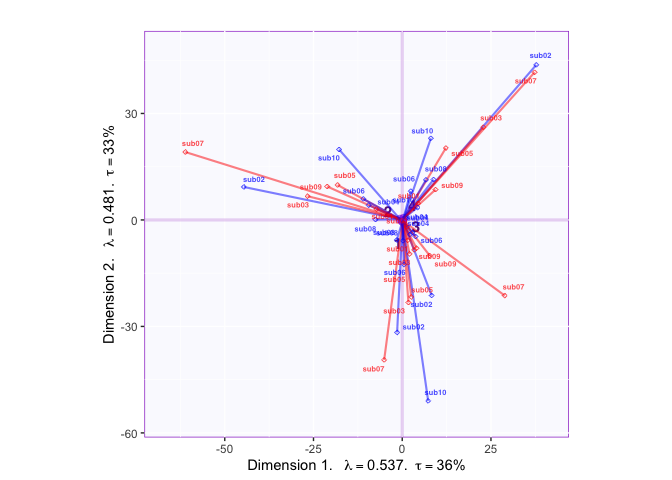 sub02
sub07
sub03
sub10
sub05
sub07
sub10
sub02
sub05
sub09
sub06
sub03
sub06
sub08
sub09
sub08
sub06
sub09
sub09
sub06
sub05
sub07
sub05
sub02
sub03
sub02
sub07
sub10
30
0
-30
-60
-50
-25
0
25
Dimension 2. λ = 0.481. τ = 33%
Dimension 1. λ = 0.537. τ = 36%